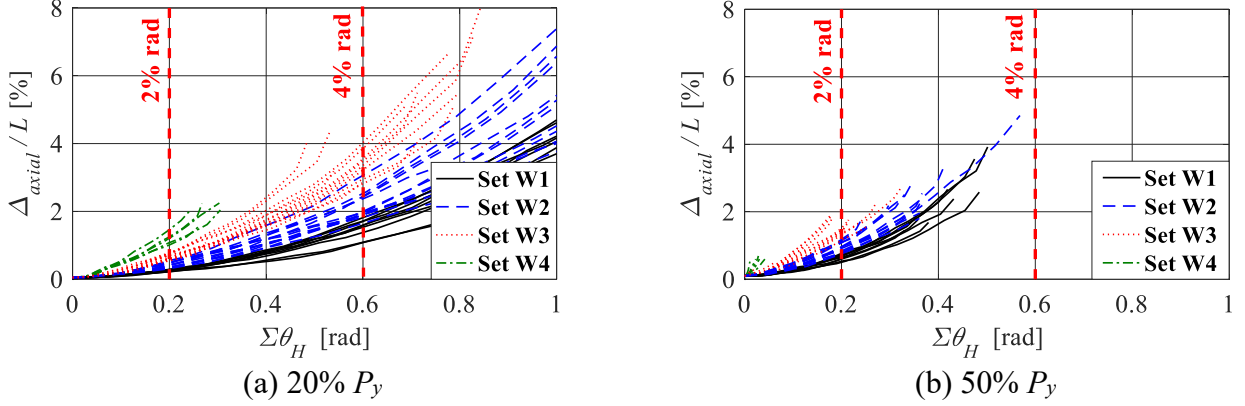 8
6
4
2
0
Δaxial / L [%]
2% rad
4% rad
Set W1
Set W2
Set W3
Set W4
0 0.2 0.4 0.6 0.8 1
ΣθH [rad]
(a) 20% Py
8
6
4
2
0
Δaxial / L [%]
2% rad
4% rad
Set W1
Set W2
Set W3
Set W4
0 0.2 0.4 0.6 0.8 1
ΣθH [rad]
(b) 50% Py